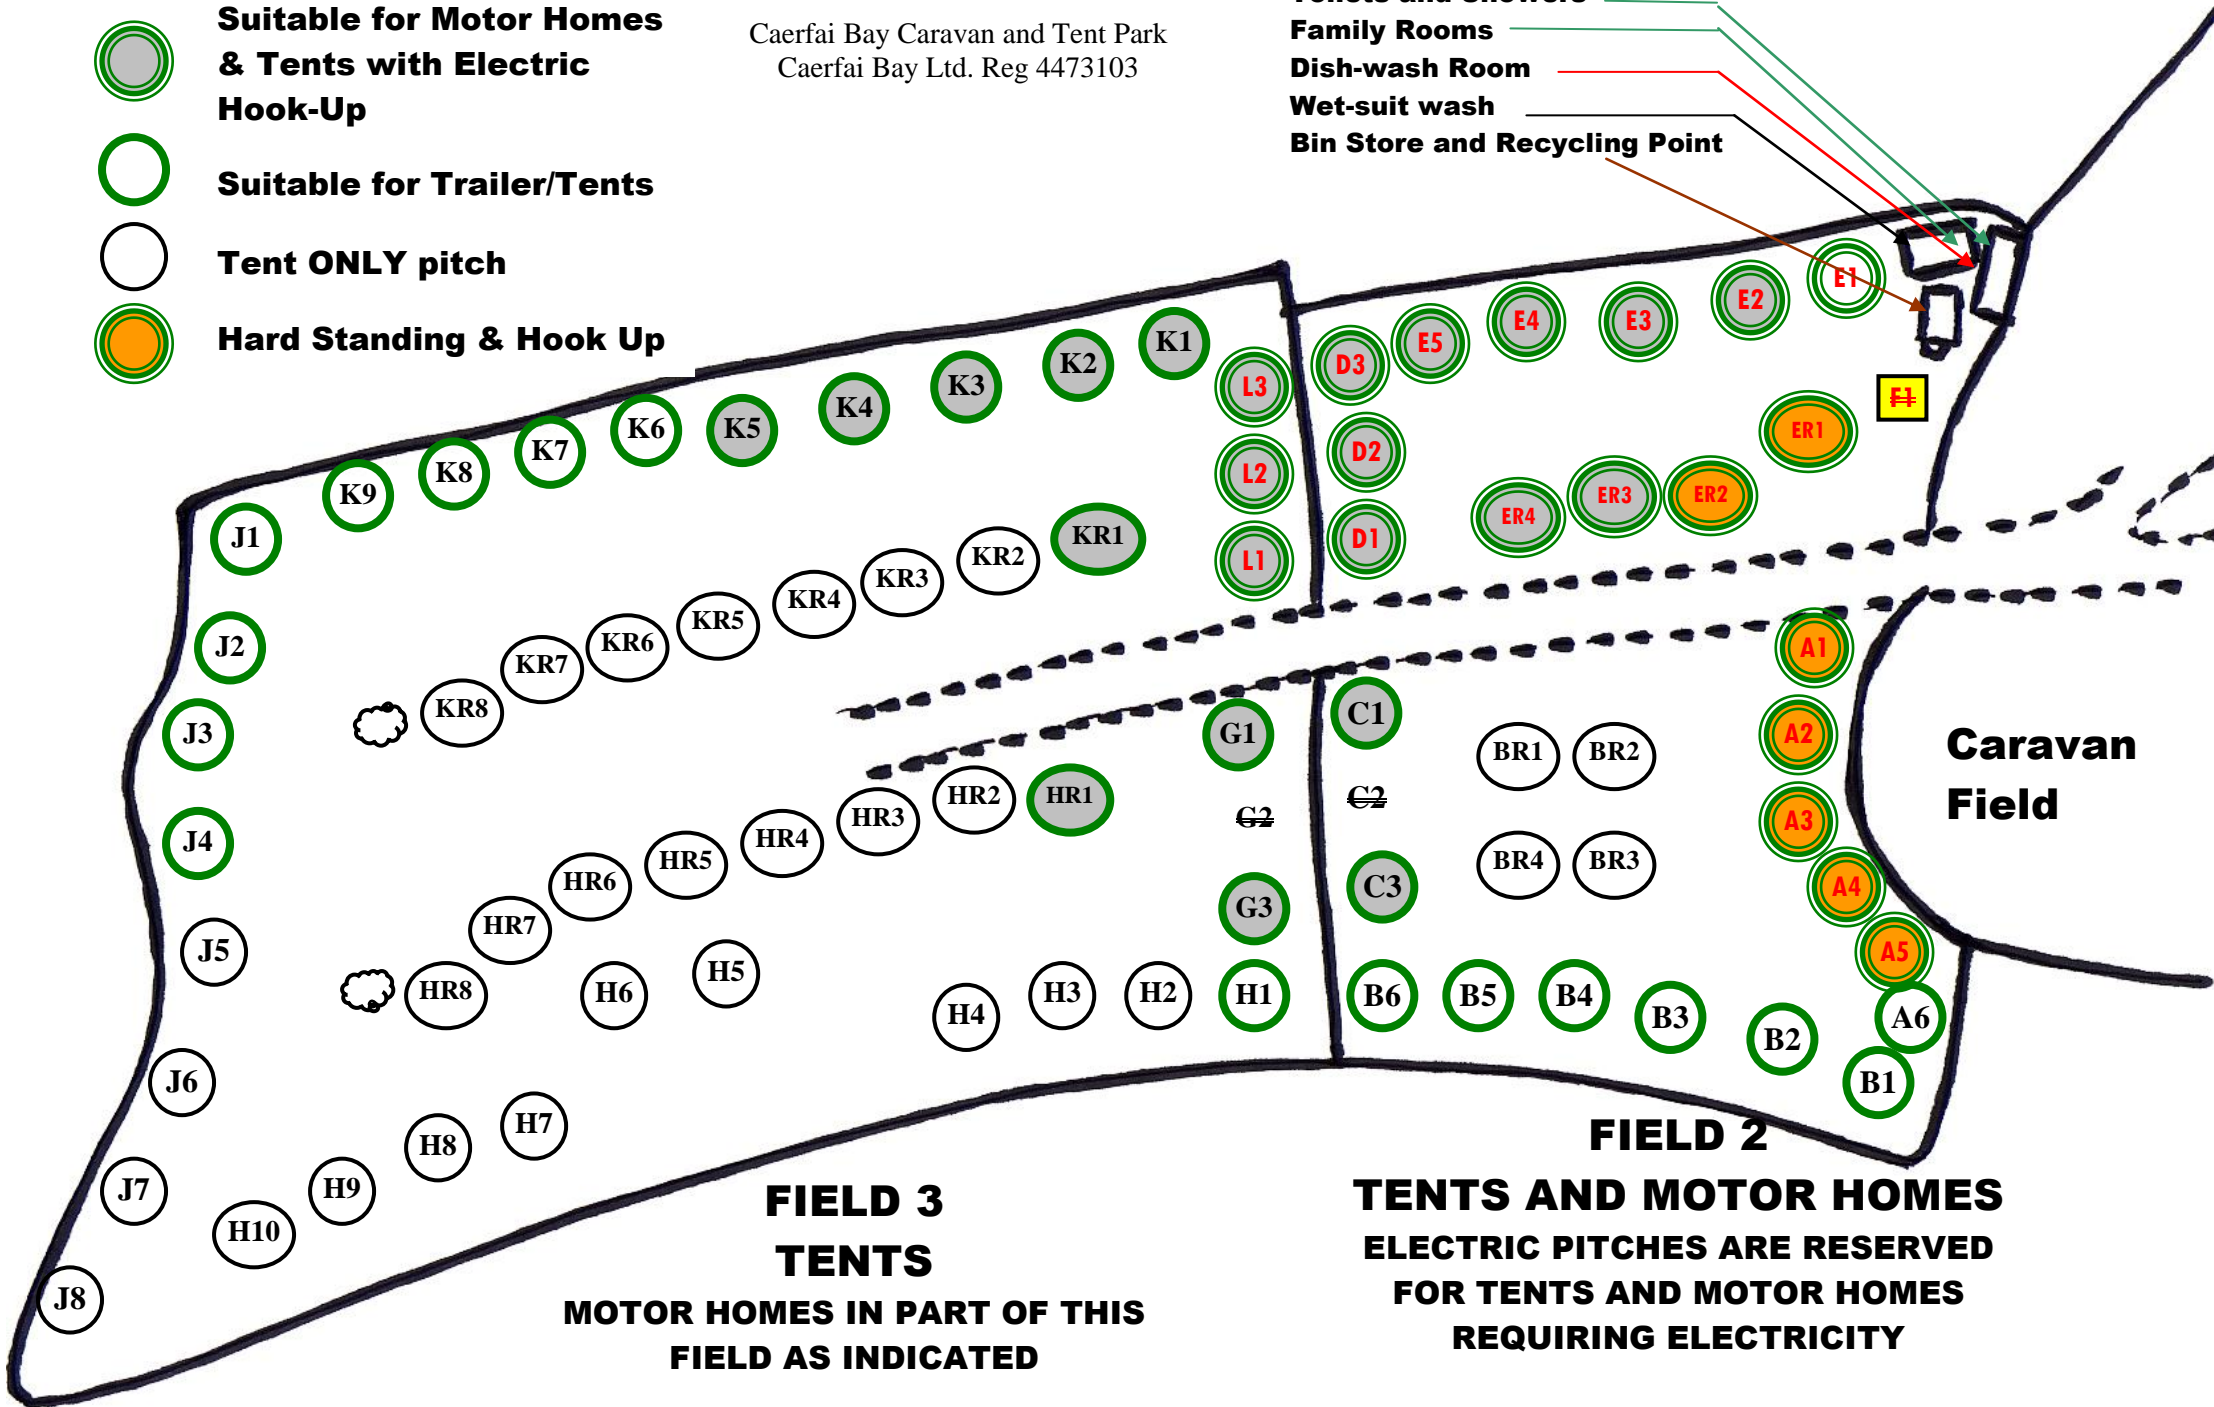 Suitable for Motor Homes
& Tents with Electric
Hook-Up
Suitable for Trailer/Tents
Tent ONLY pitch
Hard Standing & Hook Up
Caerfai Bay Caravan and Tent Park
Caerfai Bay Ltd. Reg 4473103
Toilets and Showers
Family Rooms
Dish-wash Room
Wet-suit wash
Bin Store and Recycling Point
E1
E2
E3
E4
E5
D3
D2
D1
ER1
ER2
ER3
ER4
F1
L3
L2
L1
K1
K2
K3
K4
K5
K6
K7
K8
K9
KR1
KR2
KR3
KR4
KR5
KR6
KR7
KR8
J1
J2
J3
J4
J5
J6
J7
J8
G1
G2
G3
HR1
HR2
HR3
HR4
HR5
HR6
HR7
HR8
H1
H2
H3
H4
H5
H6
H7
H8
H9
H10
C1
C2
C3
BR1
BR2
BR4
BR3
A1
A2
A3
A4
A5
A6
B6
B5
B4
B3
B2
B1
Caravan
Field
FIELD 3
TENTS
MOTOR HOMES IN PART OF THIS
FIELD AS INDICATED
FIELD 2
TENTS AND MOTOR HOMES
ELECTRIC PITCHES ARE RESERVED
FOR TENTS AND MOTOR HOMES
REQUIRING ELECTRICITY